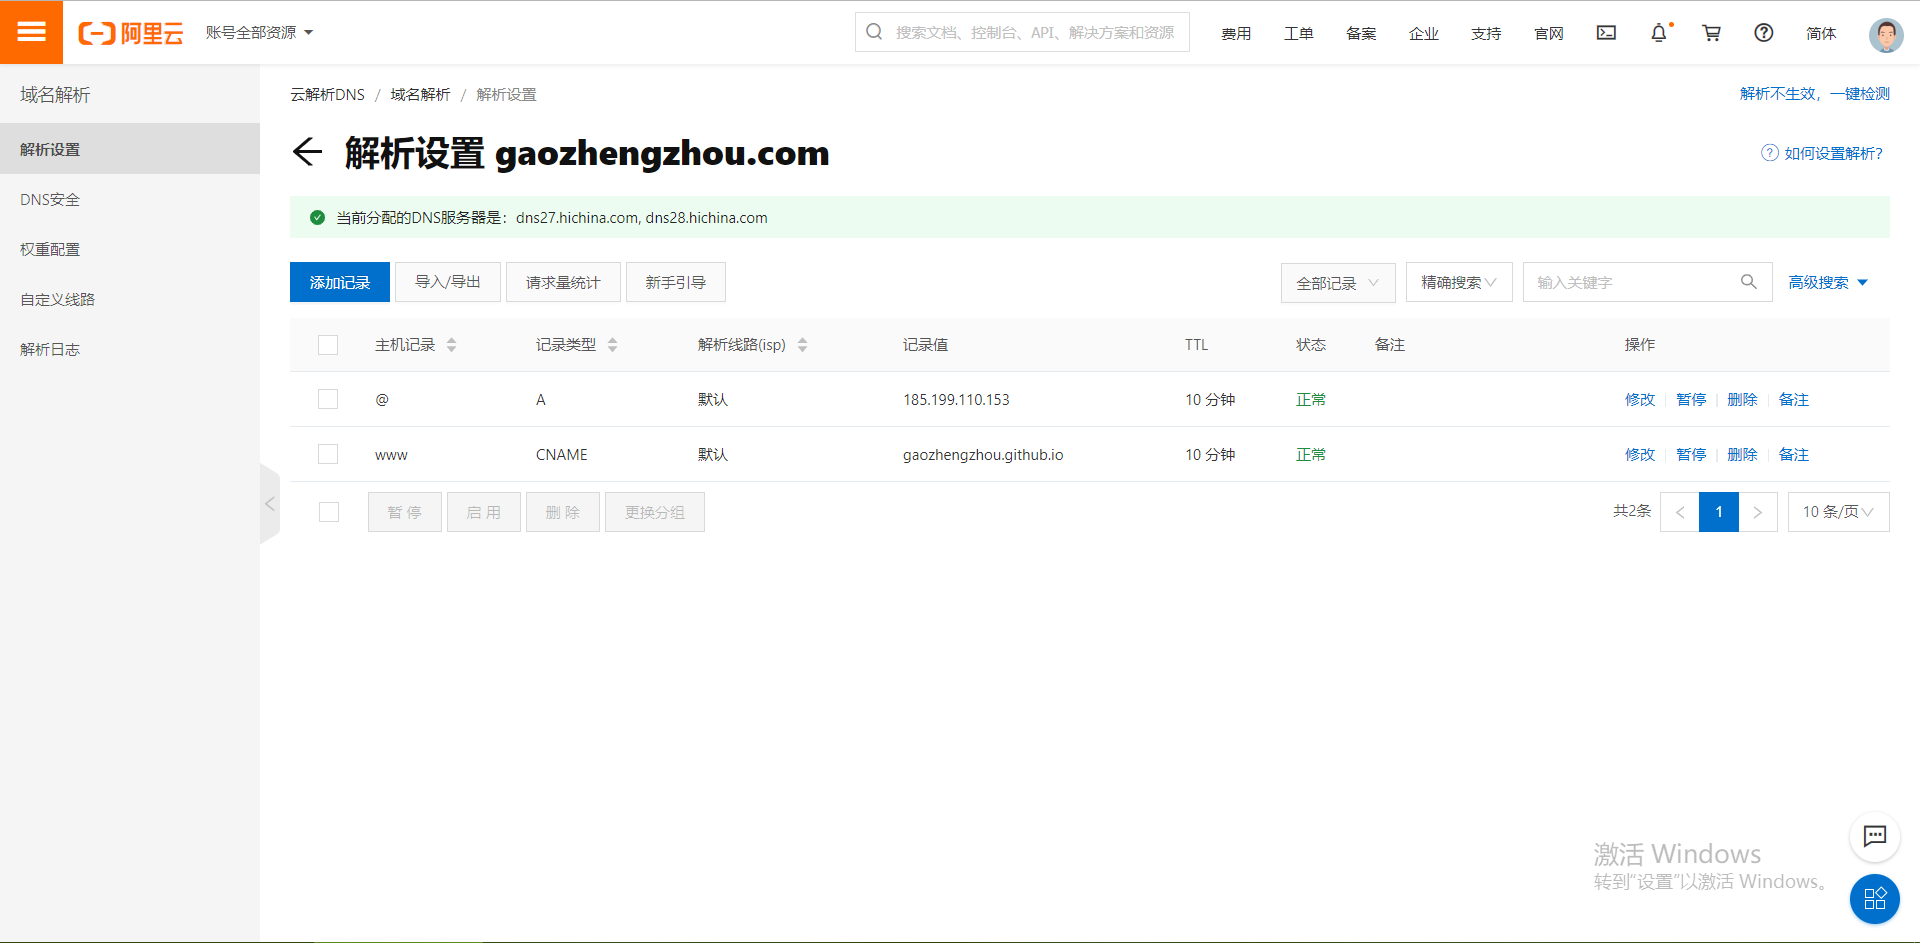 阿里云
账号全部资源
搜索文档、控制台、API、解决方案和资源
费用 工单 备案 企业 支持 官网 简体
域名解析
解析设置
DNS安全
权重配置
自定义线路
解析日志
云解析DNS / 域名解析 / 解析设置
解析不生效，一键检测
解析设置 gaozhengzhou.com
如何设置解析?
当前分配的DNS服务器是：dns27.hichina.com, dns28.hichina.com
添加记录 导入/导出 请求量统计 新手引导 全部记录 精确搜索 输入关键字 高级搜索
主机记录 记录类型 解析线路(isp) 记录值 TTL 状态 备注 操作
@ A 默认 185.199.110.153 10 分钟 正常 修改 暂停 删除 备注
www CNAME 默认 gaozhengzhou.github.io 10 分钟 正常 修改 暂停 删除 备注
暂 停 启 用 删 除 更换分组 共2条 < 1 > 10 条/页
激活 Windows
转到“设置”以激活 Windows。